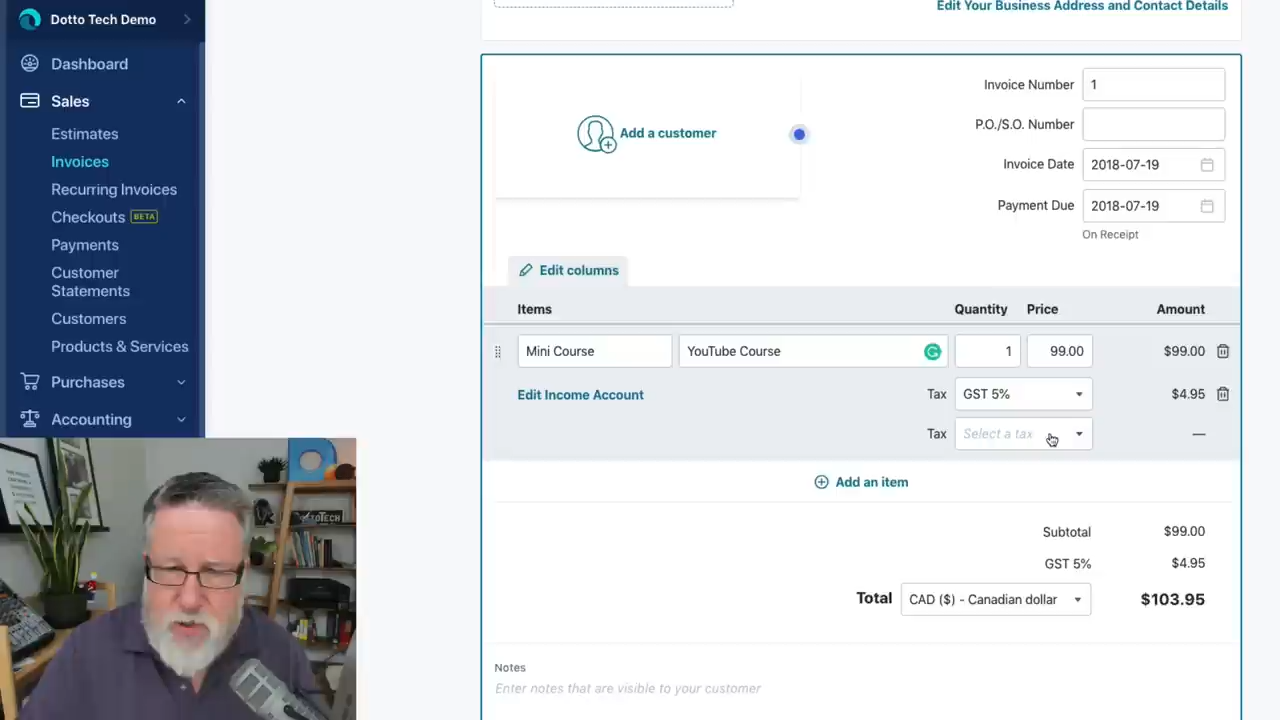 Dotto Tech Demo
Dashboard
Sales
Estimates
Invoices
Recurring Invoices
Checkouts BETA
Payments
Customer
Statements
Customers
Products & Services
Purchases
Accounting
Edit Your Business Address and Contact Details
Add a customer
Invoice Number 1
P.O./S.O. Number
Invoice Date 2018-07-19
Payment Due 2018-07-19
On Receipt
Edit columns
Items Quantity Price Amount
Mini Course YouTube Course 1 99.00 $99.00
Edit Income Account Tax GST 5% $4.95
Tax Select a tax —
Add an item
Subtotal $99.00
GST 5% $4.95
Total CAD ($) - Canadian dollar $103.95
Notes
Enter notes that are visible to your customer